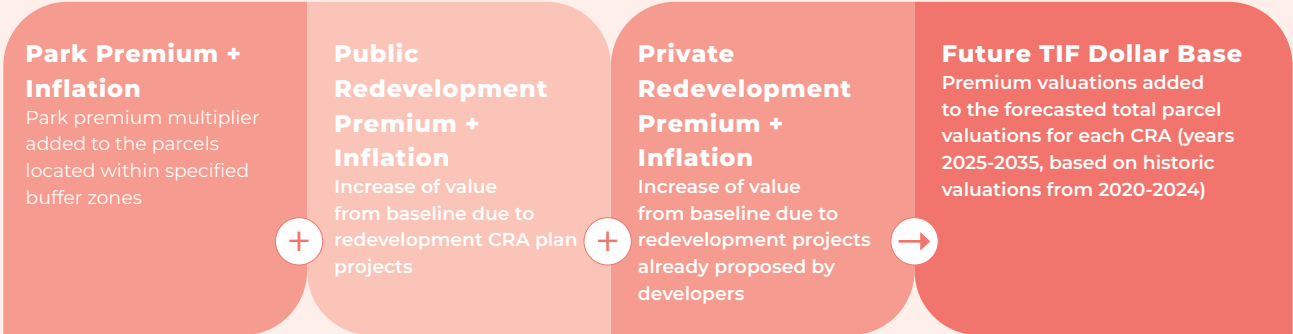 Park Premium +
Inflation
Park premium multiplier
added to the parcels
located within specified
buffer zones
+
Public
Redevelopment
Premium +
Inflation
Increase of value
from baseline due to
redevelopment CRA plan
projects
+
Private
Redevelopment
Premium +
Inflation
Increase of value
from baseline due to
redevelopment projects
already proposed by
developers
→
Future TIF Dollar Base
Premium valuations added
to the forecasted total parcel
valuations for each CRA (years
2025-2035, based on historic
valuations from 2020-2024)